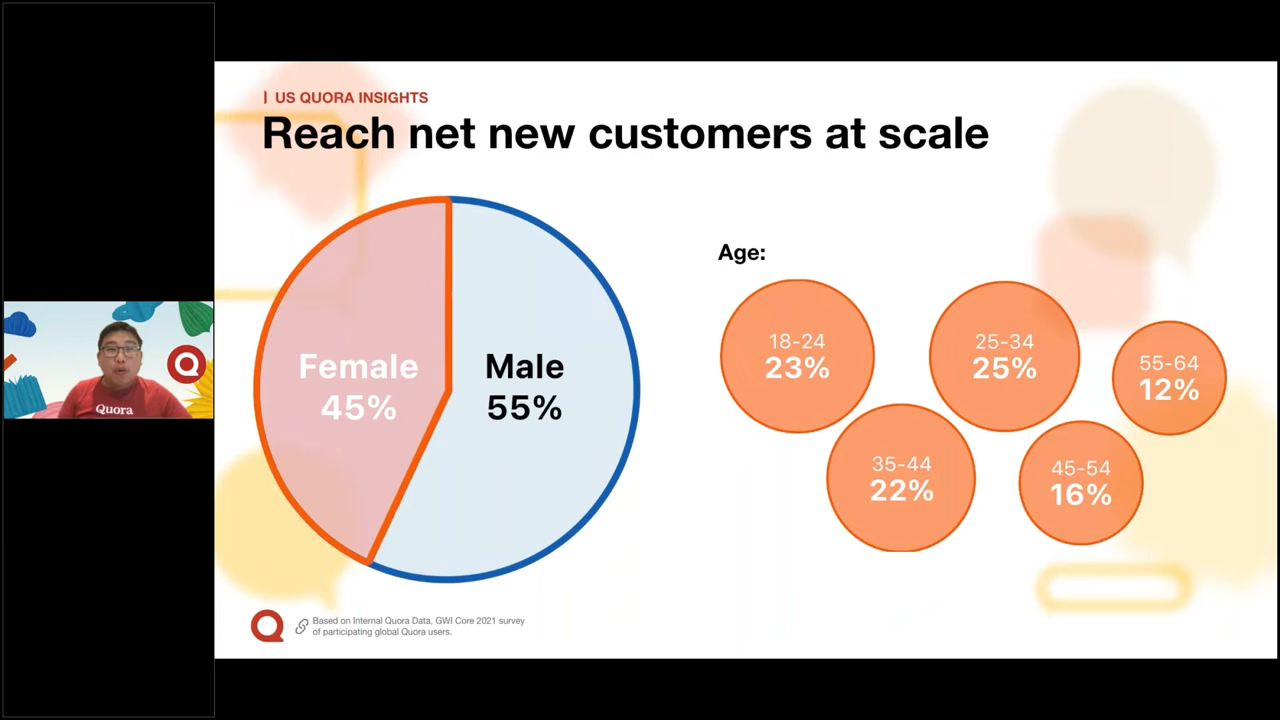 | US QUORA INSIGHTS
Reach net new customers at scale
Female
45%
Male
55%
Age:
18-24
23%
25-34
25%
55-64
12%
35-44
22%
45-54
16%
Quora
Q
Q
Based on Internal Quora Data, GWI Core 2021 survey
of participating global Quora users.